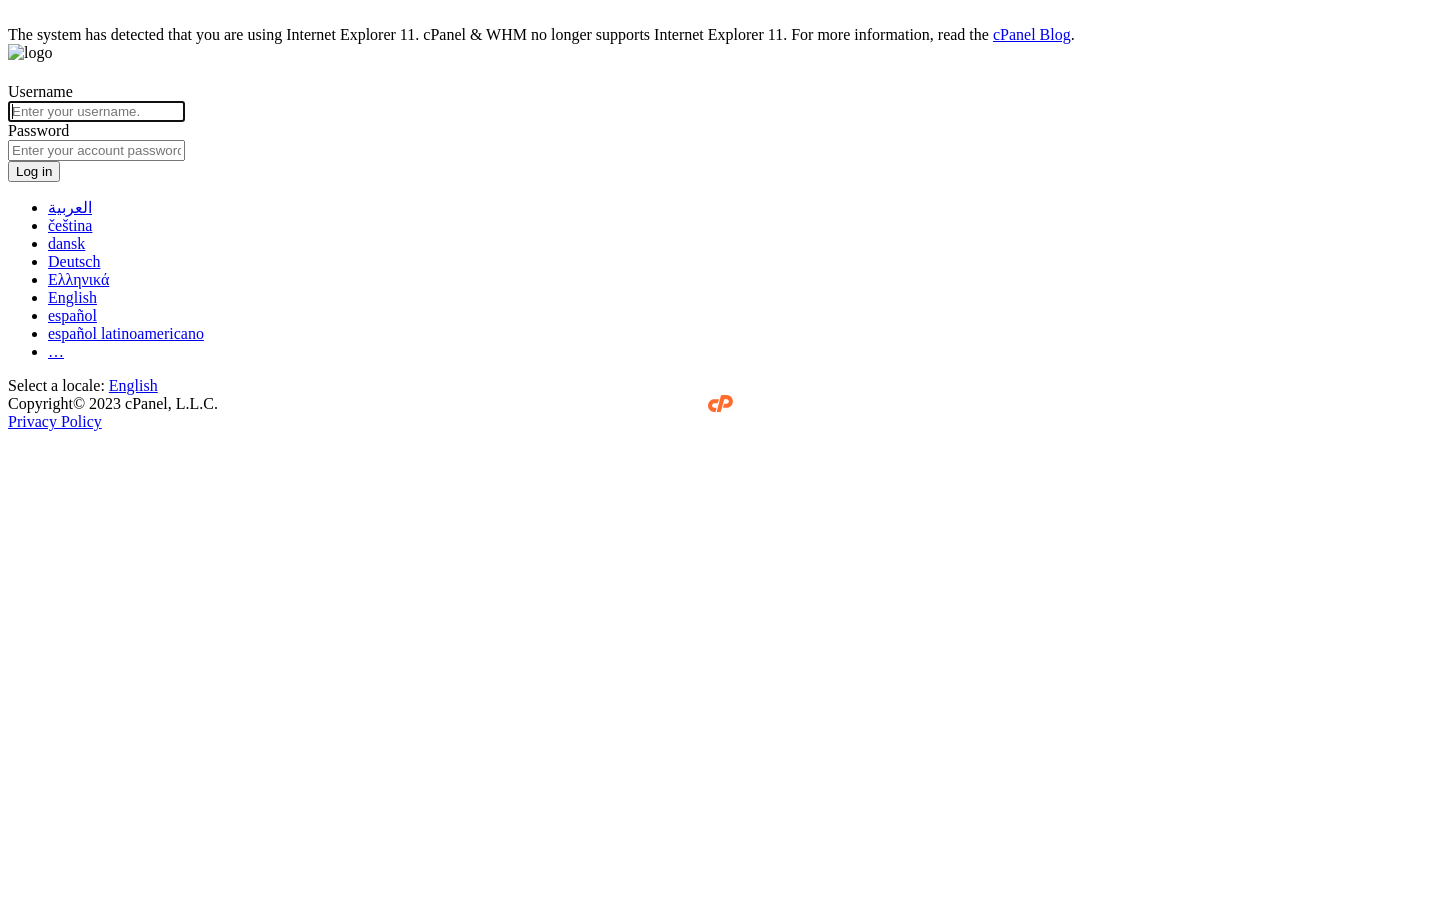 The system has detected that you are using Internet Explorer 11. cPanel & WHM no longer supports Internet Explorer 11. For more information, read the cPanel Blog.
logo
Username
Enter your username.
Password
Enter your account password
Log in
العربية
čeština
dansk
Deutsch
Ελληνικά
English
español
español latinoamericano
…
Select a locale: English
Copyright© 2023 cPanel, L.L.C.
cP
Privacy Policy